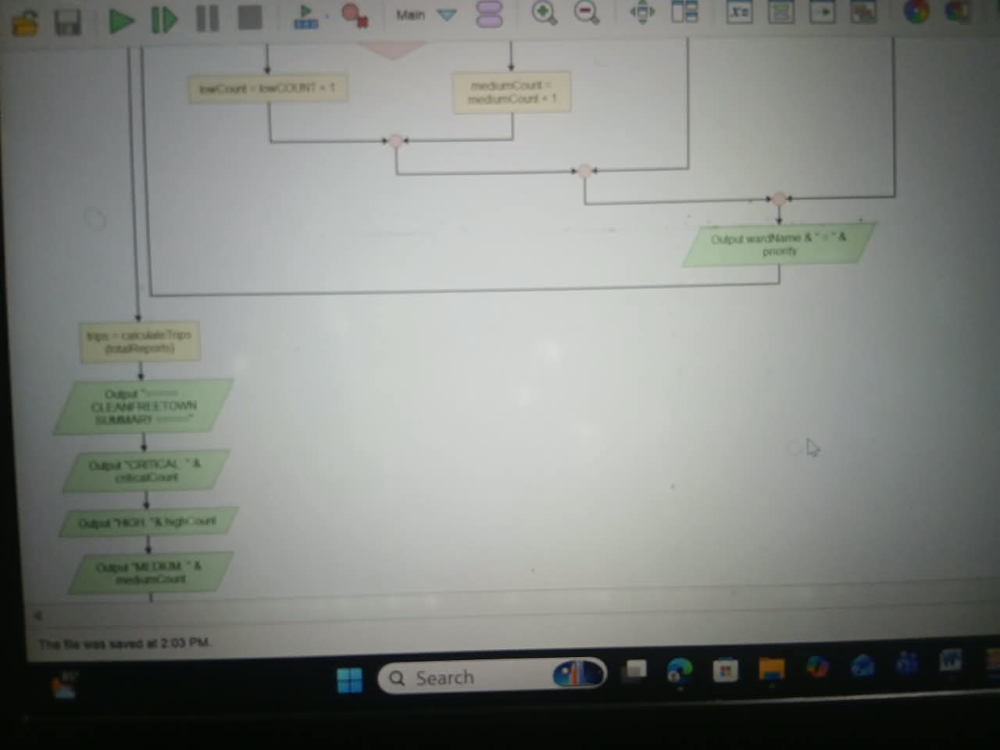 Main
x=
lowCount = lowCOUNT + 1
mediumCount =
mediumCount + 1
Output wardName & " = " &
priority
trips = calculateTrips
(totalReports)
Output "=====
CLEANFREETOWN
SUMMARY ====="
Output "CRITICAL: " &
criticalCount
Output "HIGH: "& highCount
Output "MEDIUM: " &
mediumCount
The file was saved at 2:03 PM.
85°
Search